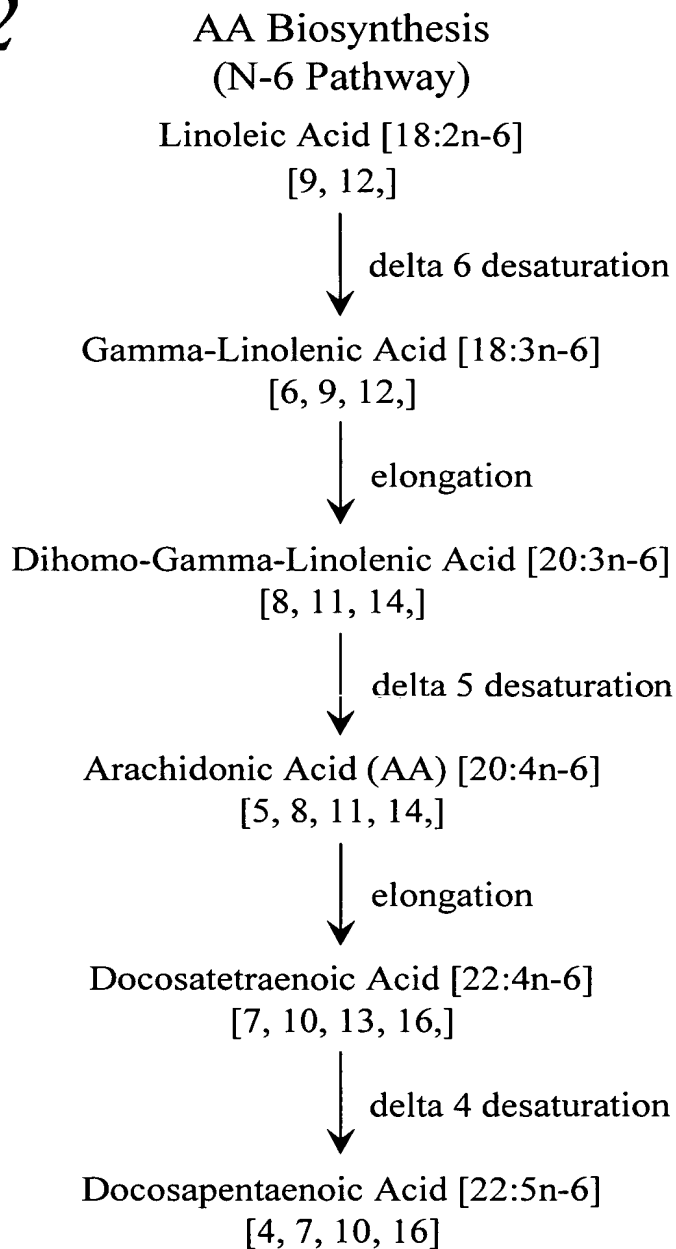 2
AA Biosynthesis
(N-6 Pathway)
Linoleic Acid [18:2n-6]
[9, 12,]
delta 6 desaturation
Gamma-Linolenic Acid [18:3n-6]
[6, 9, 12,]
elongation
Dihomo-Gamma-Linolenic Acid [20:3n-6]
[8, 11, 14,]
delta 5 desaturation
Arachidonic Acid (AA) [20:4n-6]
[5, 8, 11, 14,]
elongation
Docosatetraenoic Acid [22:4n-6]
[7, 10, 13, 16,]
delta 4 desaturation
Docosapentaenoic Acid [22:5n-6]
[4, 7, 10, 16]